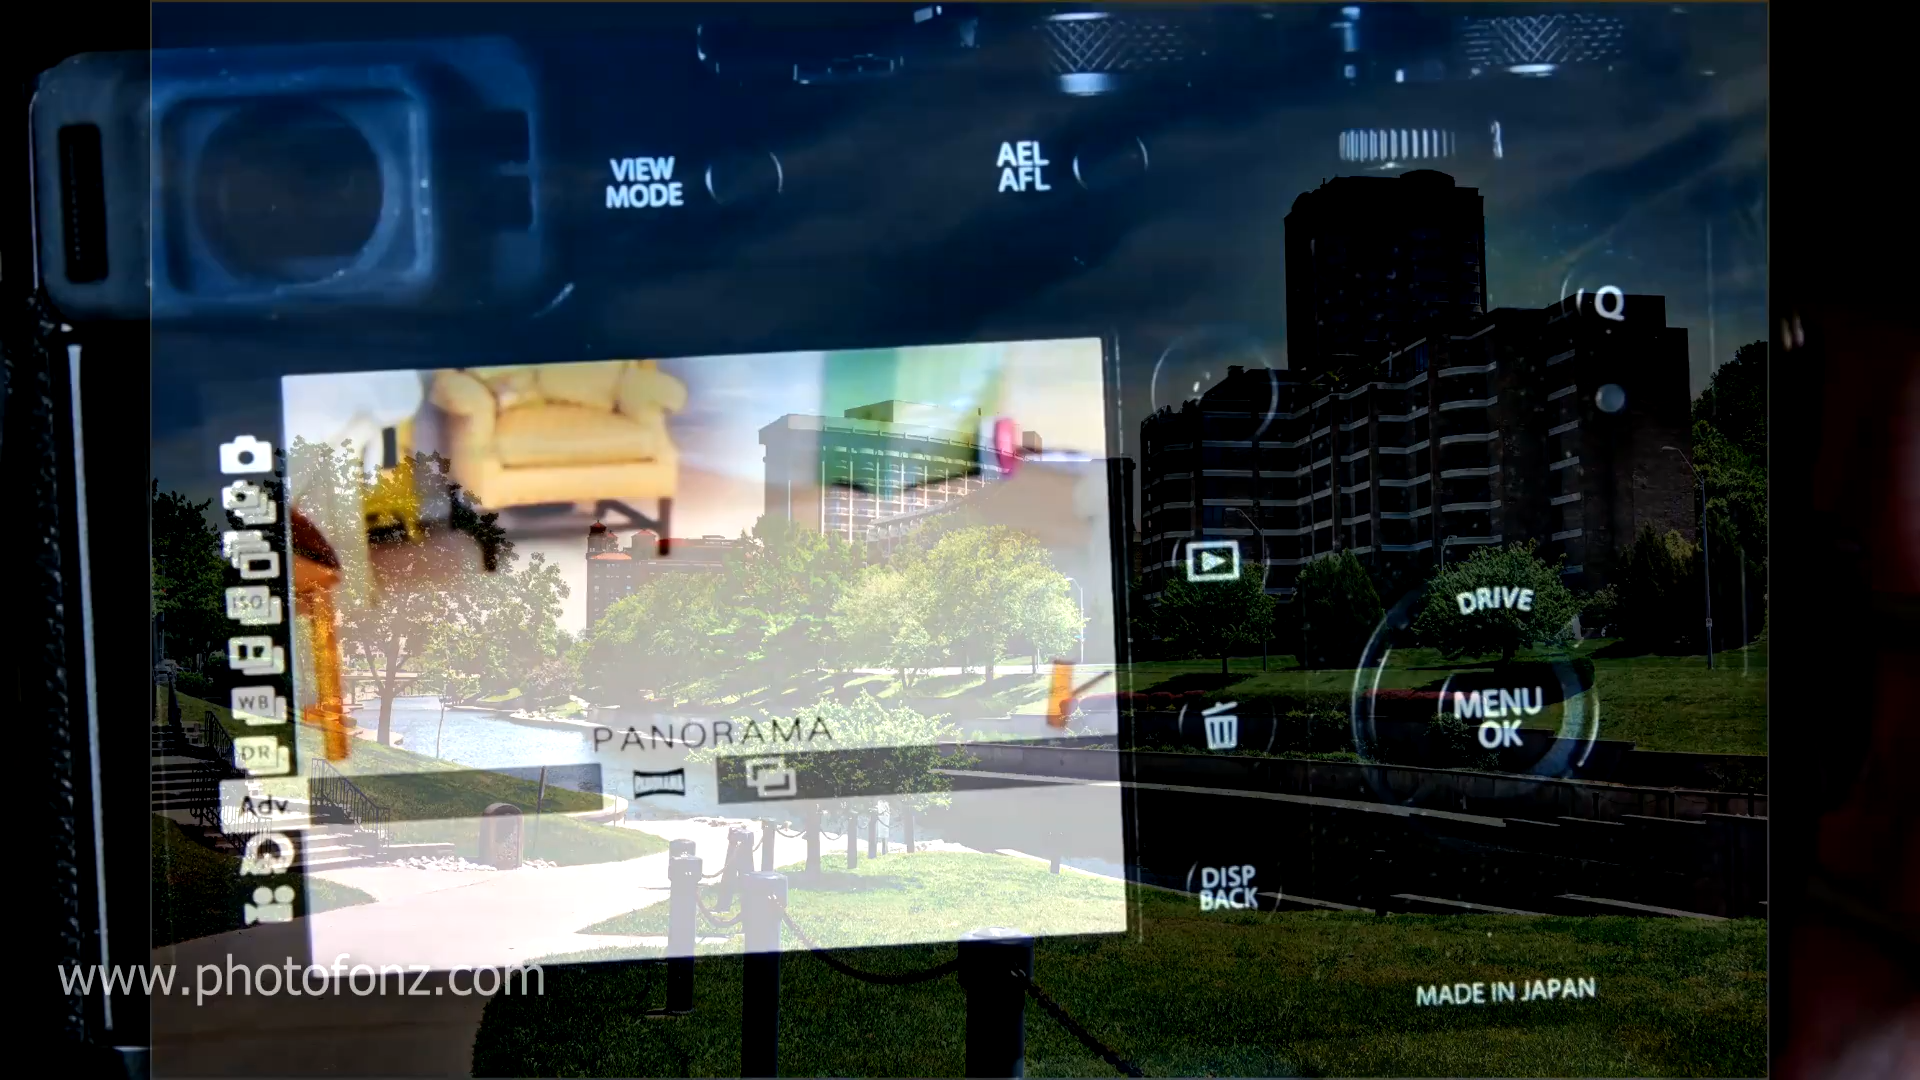 VIEW
MODE
AEL
AFL
Q
ISO
WB
DR
Adv.
PANORAMA
DRIVE
MENU
OK
DISP
BACK
www.photofonz.com
MADE IN JAPAN